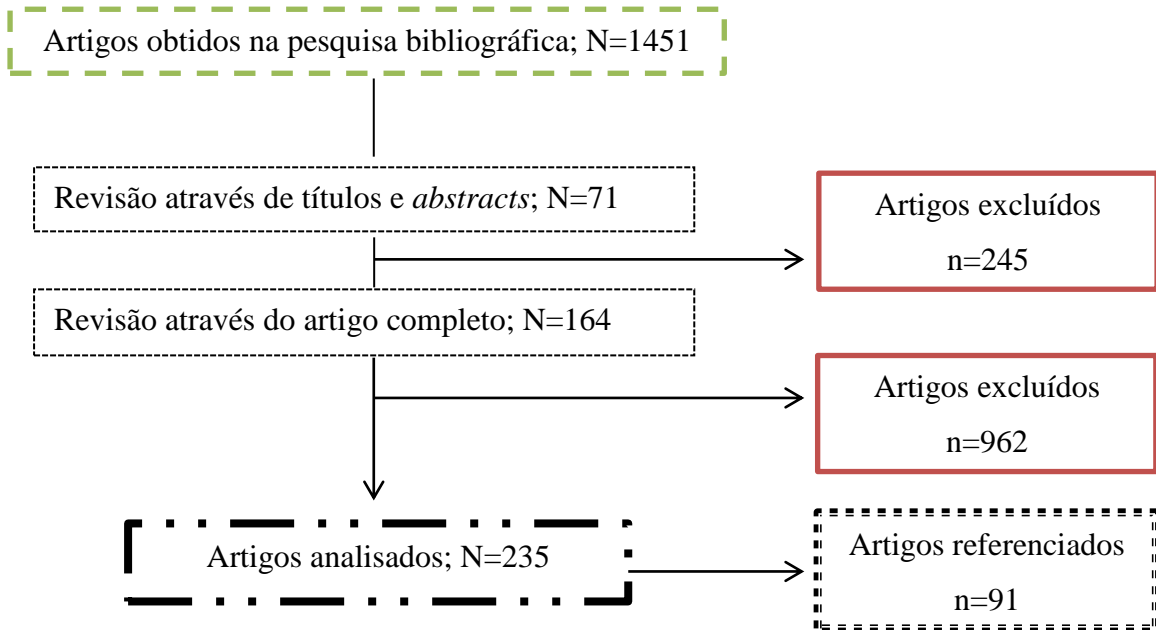 Artigos obtidos na pesquisa bibliográfica; N=1451
Revisão através de títulos e abstracts; N=71
Artigos excluídos
n=245
Revisão através do artigo completo; N=164
Artigos excluídos
n=962
Artigos analisados; N=235
Artigos referenciados
n=91